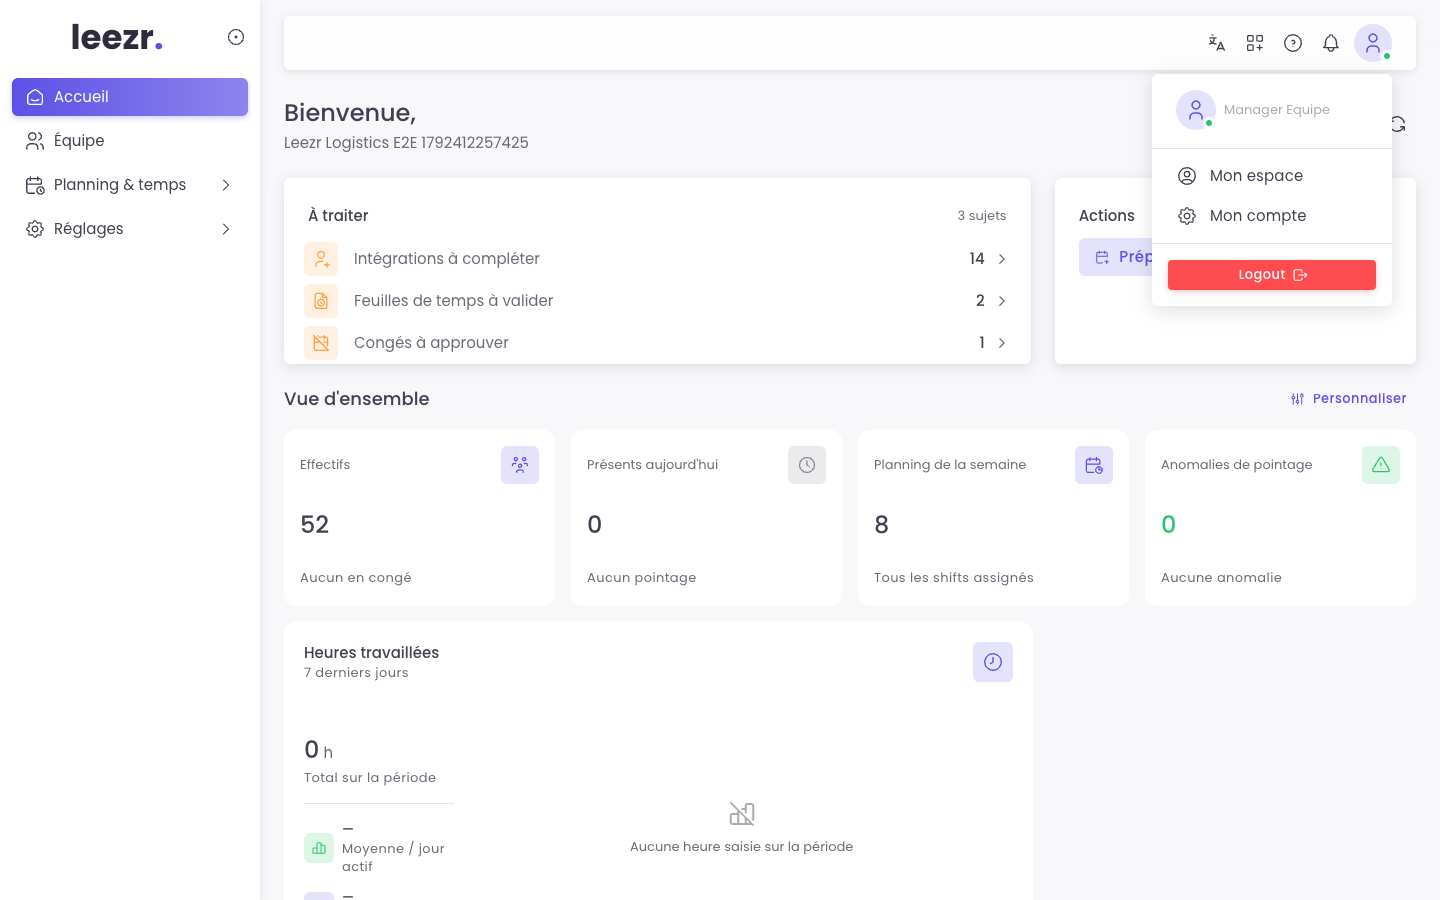 leezr.
Accueil
Équipe
Planning & temps
Réglages
Bienvenue,
Leezr Logistics E2E 1792412257425
Manager Equipe
Mon espace
Mon compte
Logout
À traiter
3 sujets
Intégrations à compléter
14
Feuilles de temps à valider
2
Congés à approuver
1
Actions
Prép
Vue d'ensemble
Personnaliser
Effectifs
52
Aucun en congé
Présents aujourd'hui
0
Aucun pointage
Planning de la semaine
8
Tous les shifts assignés
Anomalies de pointage
0
Aucune anomalie
Heures travaillées
7 derniers jours
0 h
Total sur la période
–
Moyenne / jour
actif
–
Aucune heure saisie sur la période